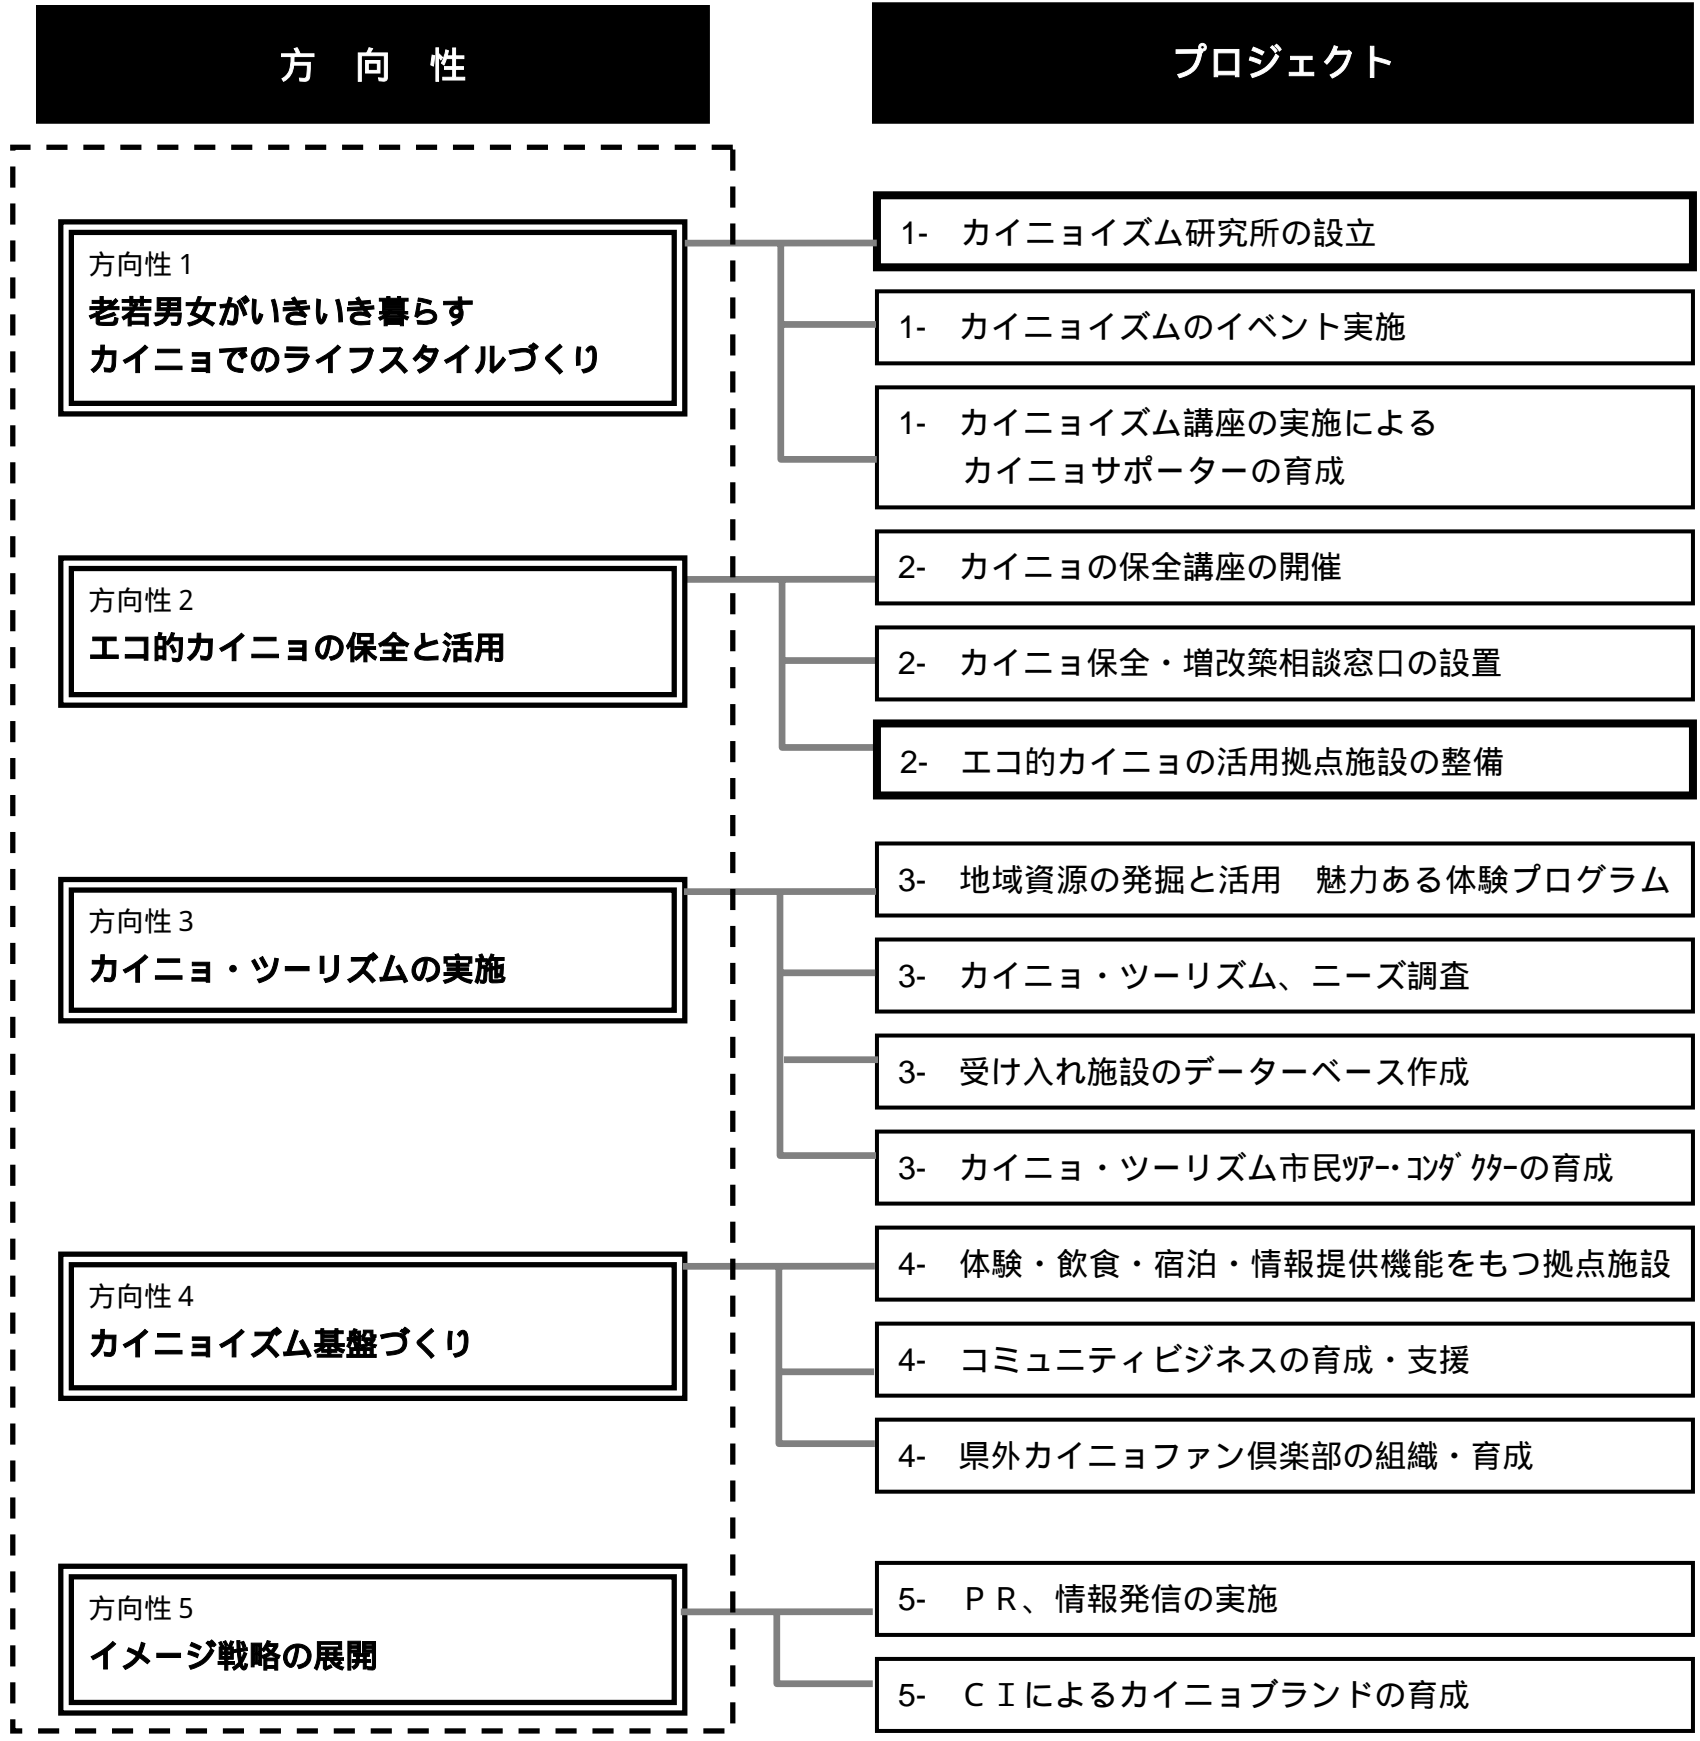 方　向　性
プロジェクト
方向性 1
老若男女がいきいき暮らす
カイニョでのライフスタイルづくり
1-　カイニョイズム研究所の設立
1-　カイニョイズムのイベント実施
1-　カイニョイズム講座の実施による
カイニョサポーターの育成
方向性 2
エコ的カイニョの保全と活用
2-　カイニョの保全講座の開催
2-　カイニョ保全・増改築相談窓口の設置
2-　エコ的カイニョの活用拠点施設の整備
方向性 3
カイニョ・ツーリズムの実施
3-　地域資源の発掘と活用　魅力ある体験プログラム
3-　カイニョ・ツーリズム、ニーズ調査
3-　受け入れ施設のデーターベース作成
3-　カイニョ・ツーリズム市民ﾂｱｰ･ｺﾝﾀﾞｸﾀｰの育成
方向性 4
カイニョイズム基盤づくり
4-　体験・飲食・宿泊・情報提供機能をもつ拠点施設
4-　コミュニティビジネスの育成・支援
4-　県外カイニョファン倶楽部の組織・育成
方向性 5
イメージ戦略の展開
5-　ＰＲ、情報発信の実施
5-　ＣＩによるカイニョブランドの育成